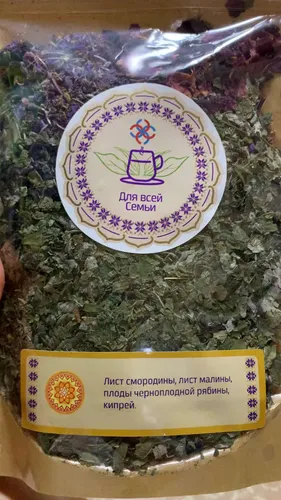 Для всей
Семьи
Лист смородины, лист малины,
плоды черноплодной рябины,
кипрей.